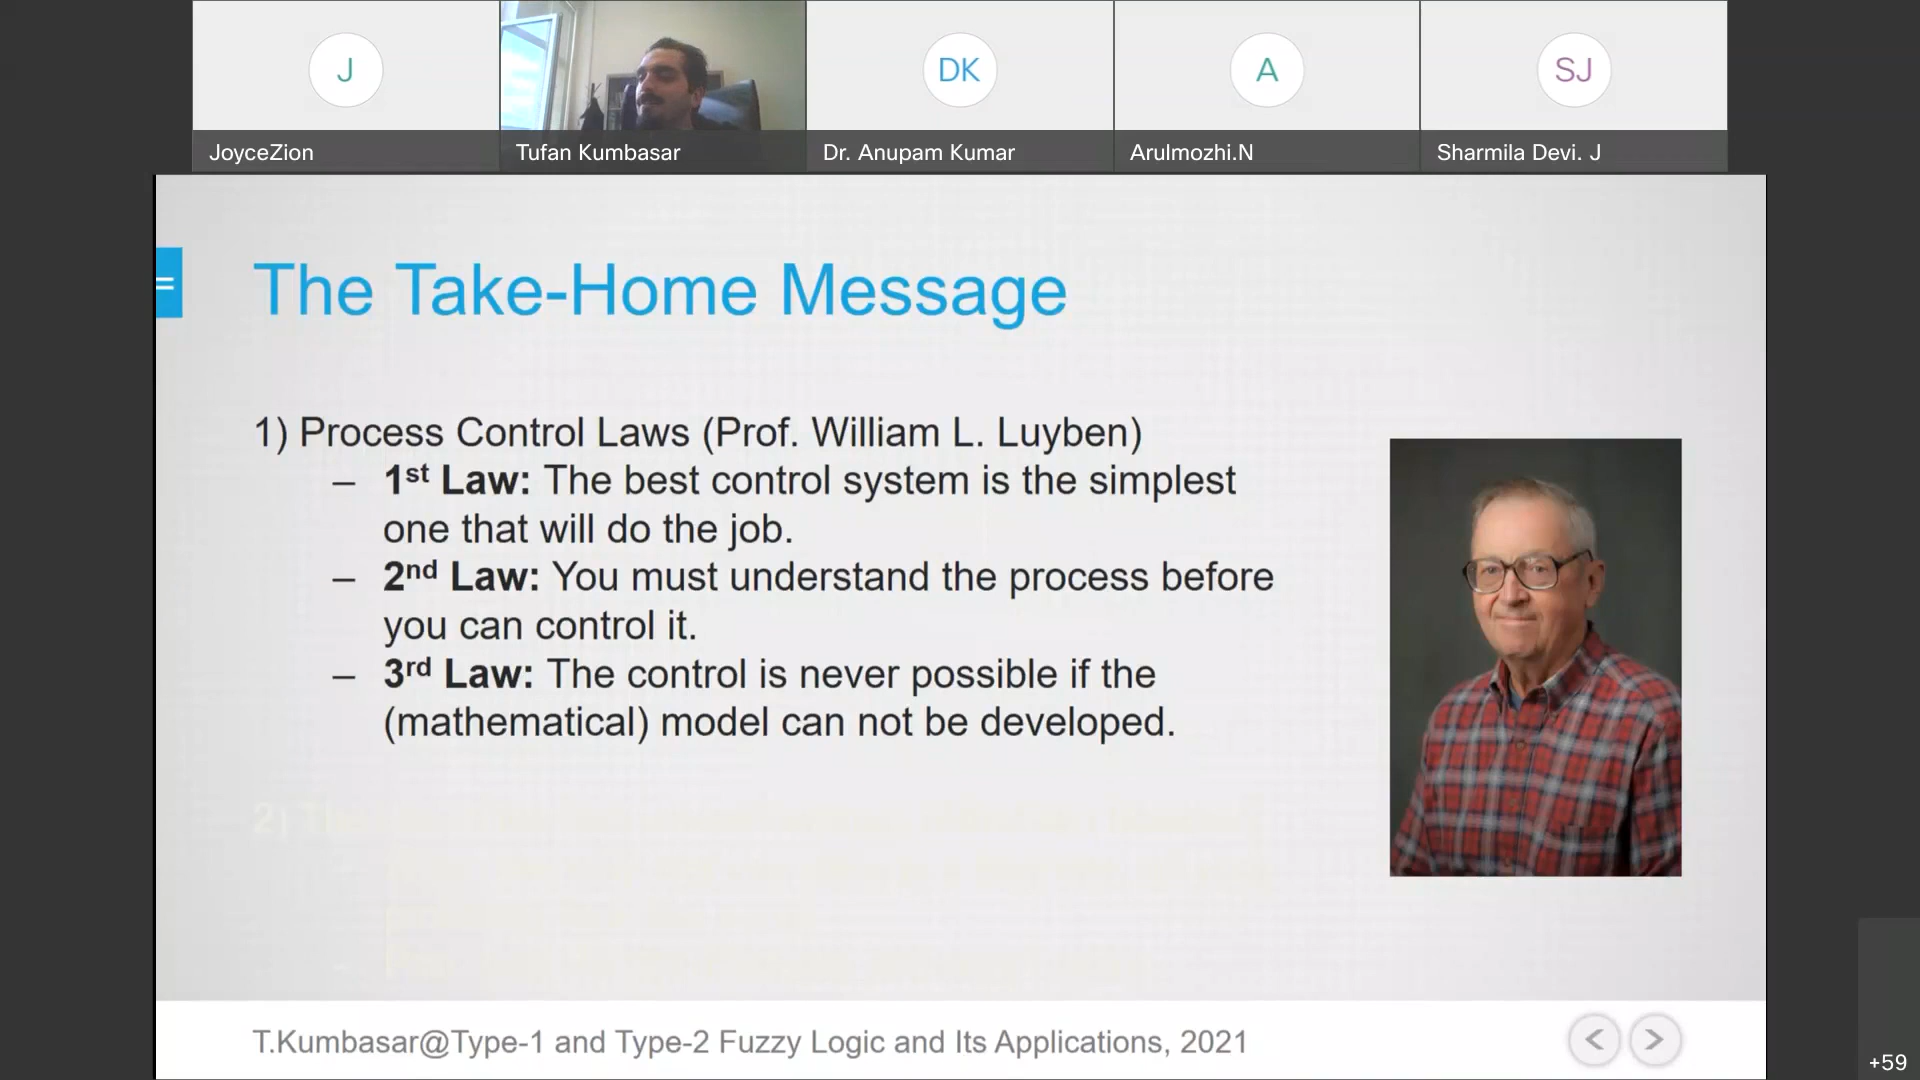 J
DK
A
SJ
JoyceZion
Tufan Kumbasar
Dr. Anupam Kumar
Arulmozhi.N
Sharmila Devi. J
The Take-Home Message
1) Process Control Laws (Prof. William L. Luyben)
– 1st Law: The best control system is the simplest
one that will do the job.
– 2nd Law: You must understand the process before
you can control it.
– 3rd Law: The control is never possible if the
(mathematical) model can not be developed.
2)
T.Kumbasar@Type-1 and Type-2 Fuzzy Logic and Its Applications, 2021
< >
+59